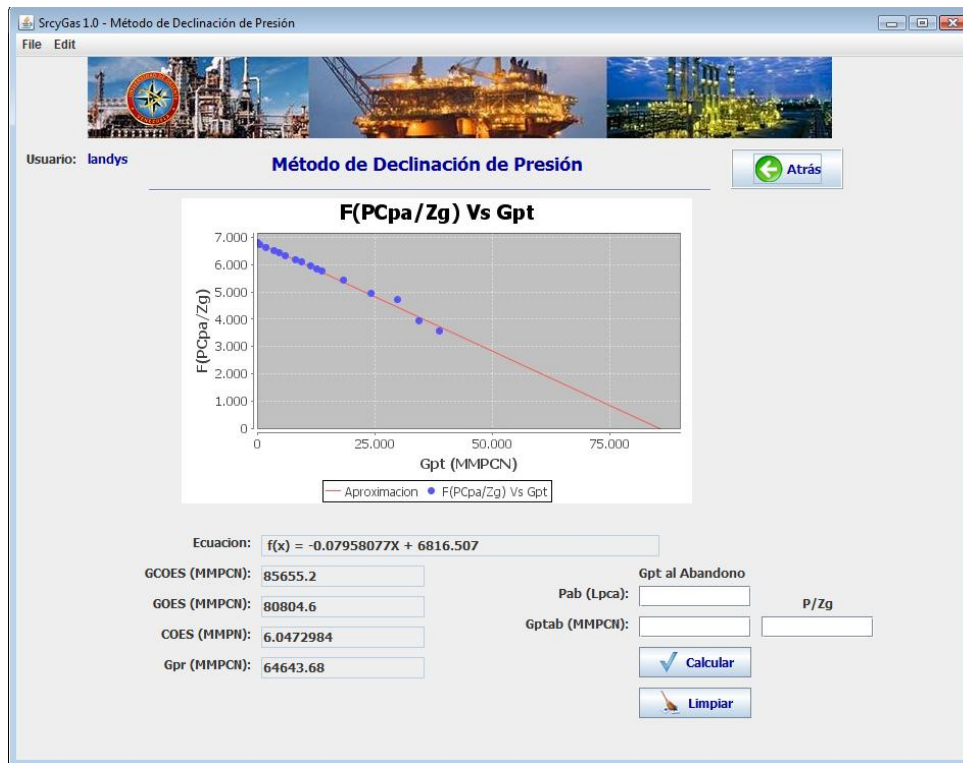 SrcyGas 1.0 - Método de Declinación de Presión
File Edit
Usuario: landys
Método de Declinación de Presión
Atrás
F(PCpa/Zg) Vs Gpt
F(PCpa/Zg)
7.000
6.000
5.000
4.000
3.000
2.000
1.000
0
0 25.000 50.000 75.000
Gpt (MMPCN)
Aproximacion F(PCpa/Zg) Vs Gpt
Ecuacion: f(x) = -0.07958077X + 6816.507
GCOES (MMPCN): 85655.2
GOES (MMPCN): 80804.6
COES (MMPN): 6.0472984
Gpr (MMPCN): 64643.68
Gpt al Abandono
Pab (Lpca):
P/Zg
Gptab (MMPCN):
Calcular
Limpiar